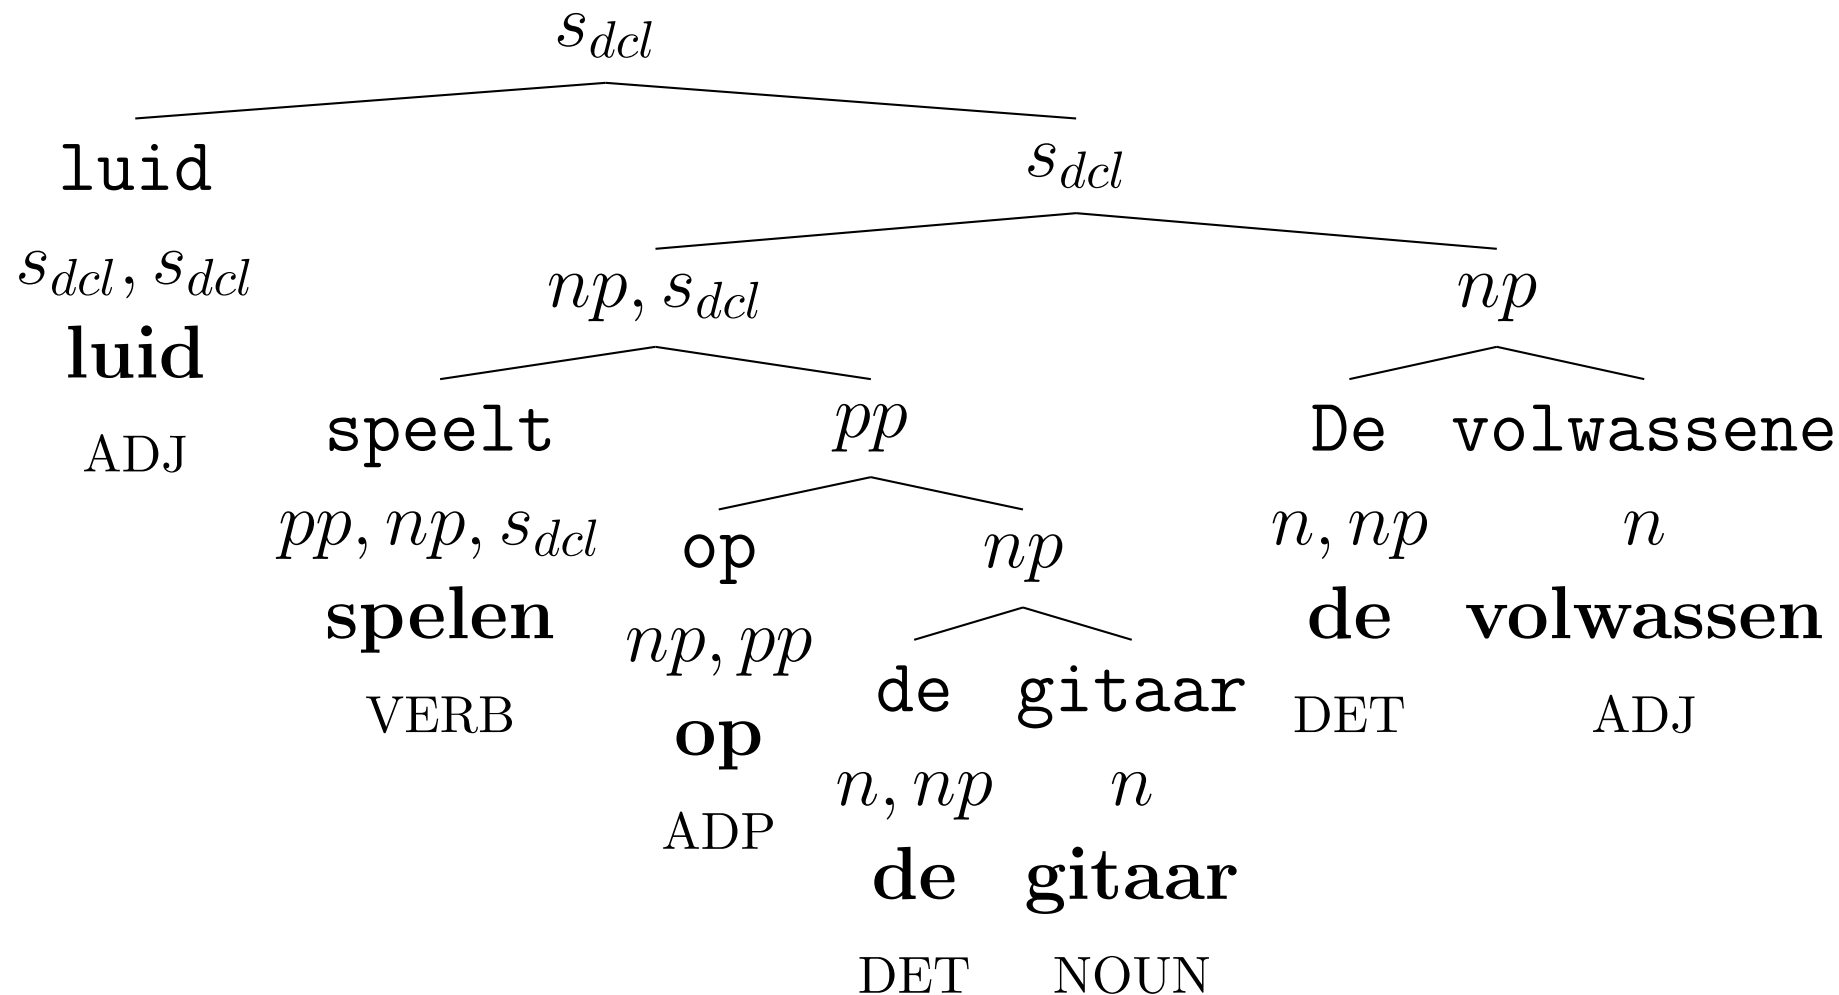 s_dcl
luid s_dcl
s_dcl, s_dcl np, s_dcl np
luid speelt pp De volwassene
ADJ pp, np, s_dcl op np n, np n
spelen np, pp de gitaar de volwassen
VERB op n, np n DET ADJ
ADP de gitaar
DET NOUN